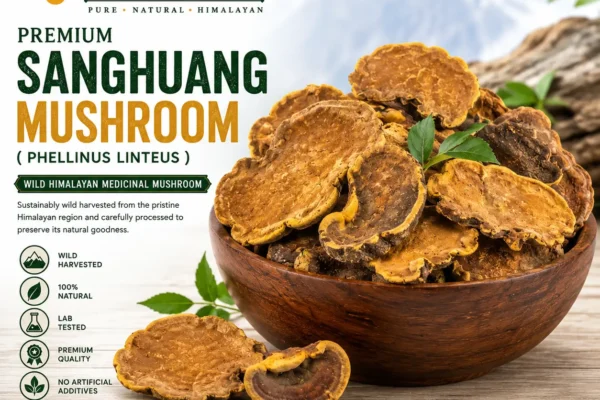 PURE • NATURAL • HIMALAYAN
PREMIUM
SANGHUANG
MUSHROOM
( PHELLINUS LINTEUS )
WILD HIMALAYAN MEDICINAL MUSHROOM
Sustainably wild harvested from the pristine
Himalayan region and carefully processed to
preserve its natural goodness.
WILD
HARVESTED
100%
NATURAL
LAB
TESTED
PREMIUM
QUALITY
NO ARTIFICIAL
ADDITIVES